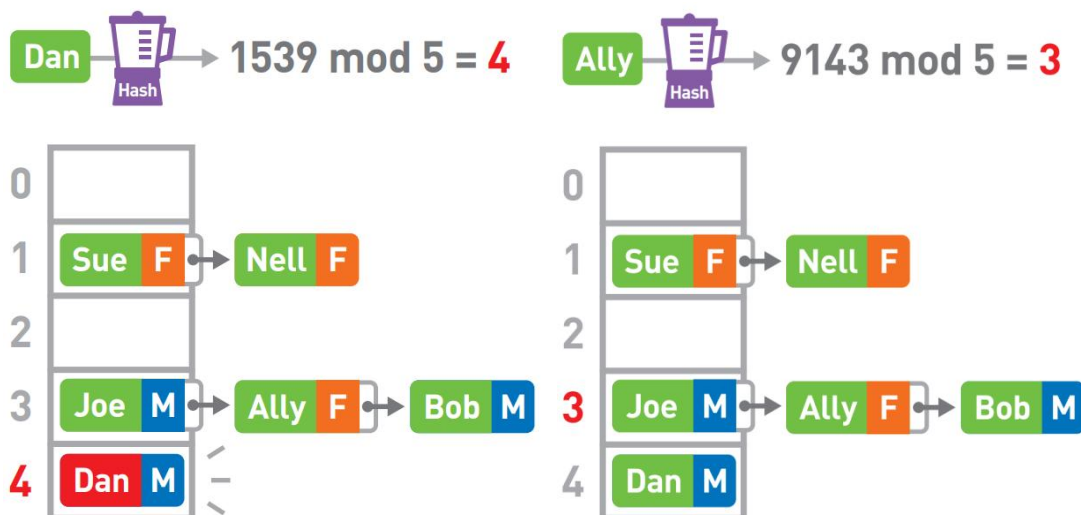 Dan Hash 1539 mod 5 = 4
0
1 Sue F Nell F
2
3 Joe M Ally F Bob M
4 Dan M
Ally Hash 9143 mod 5 = 3
0
1 Sue F Nell F
2
3 Joe M Ally F Bob M
4 Dan M